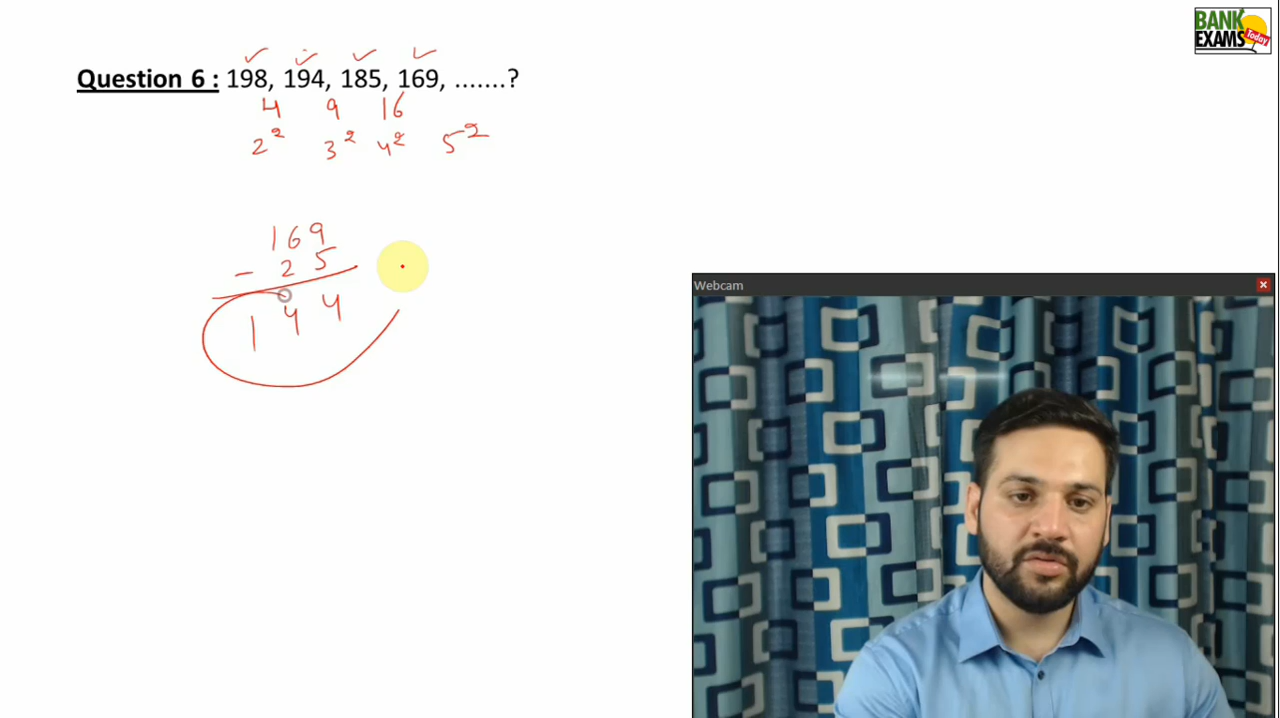 BANK
EXAMS Today
Question 6 : 198, 194, 185, 169, .......?
4 9 16
2² 3² 4² 5²
169
- 25
144
Webcam